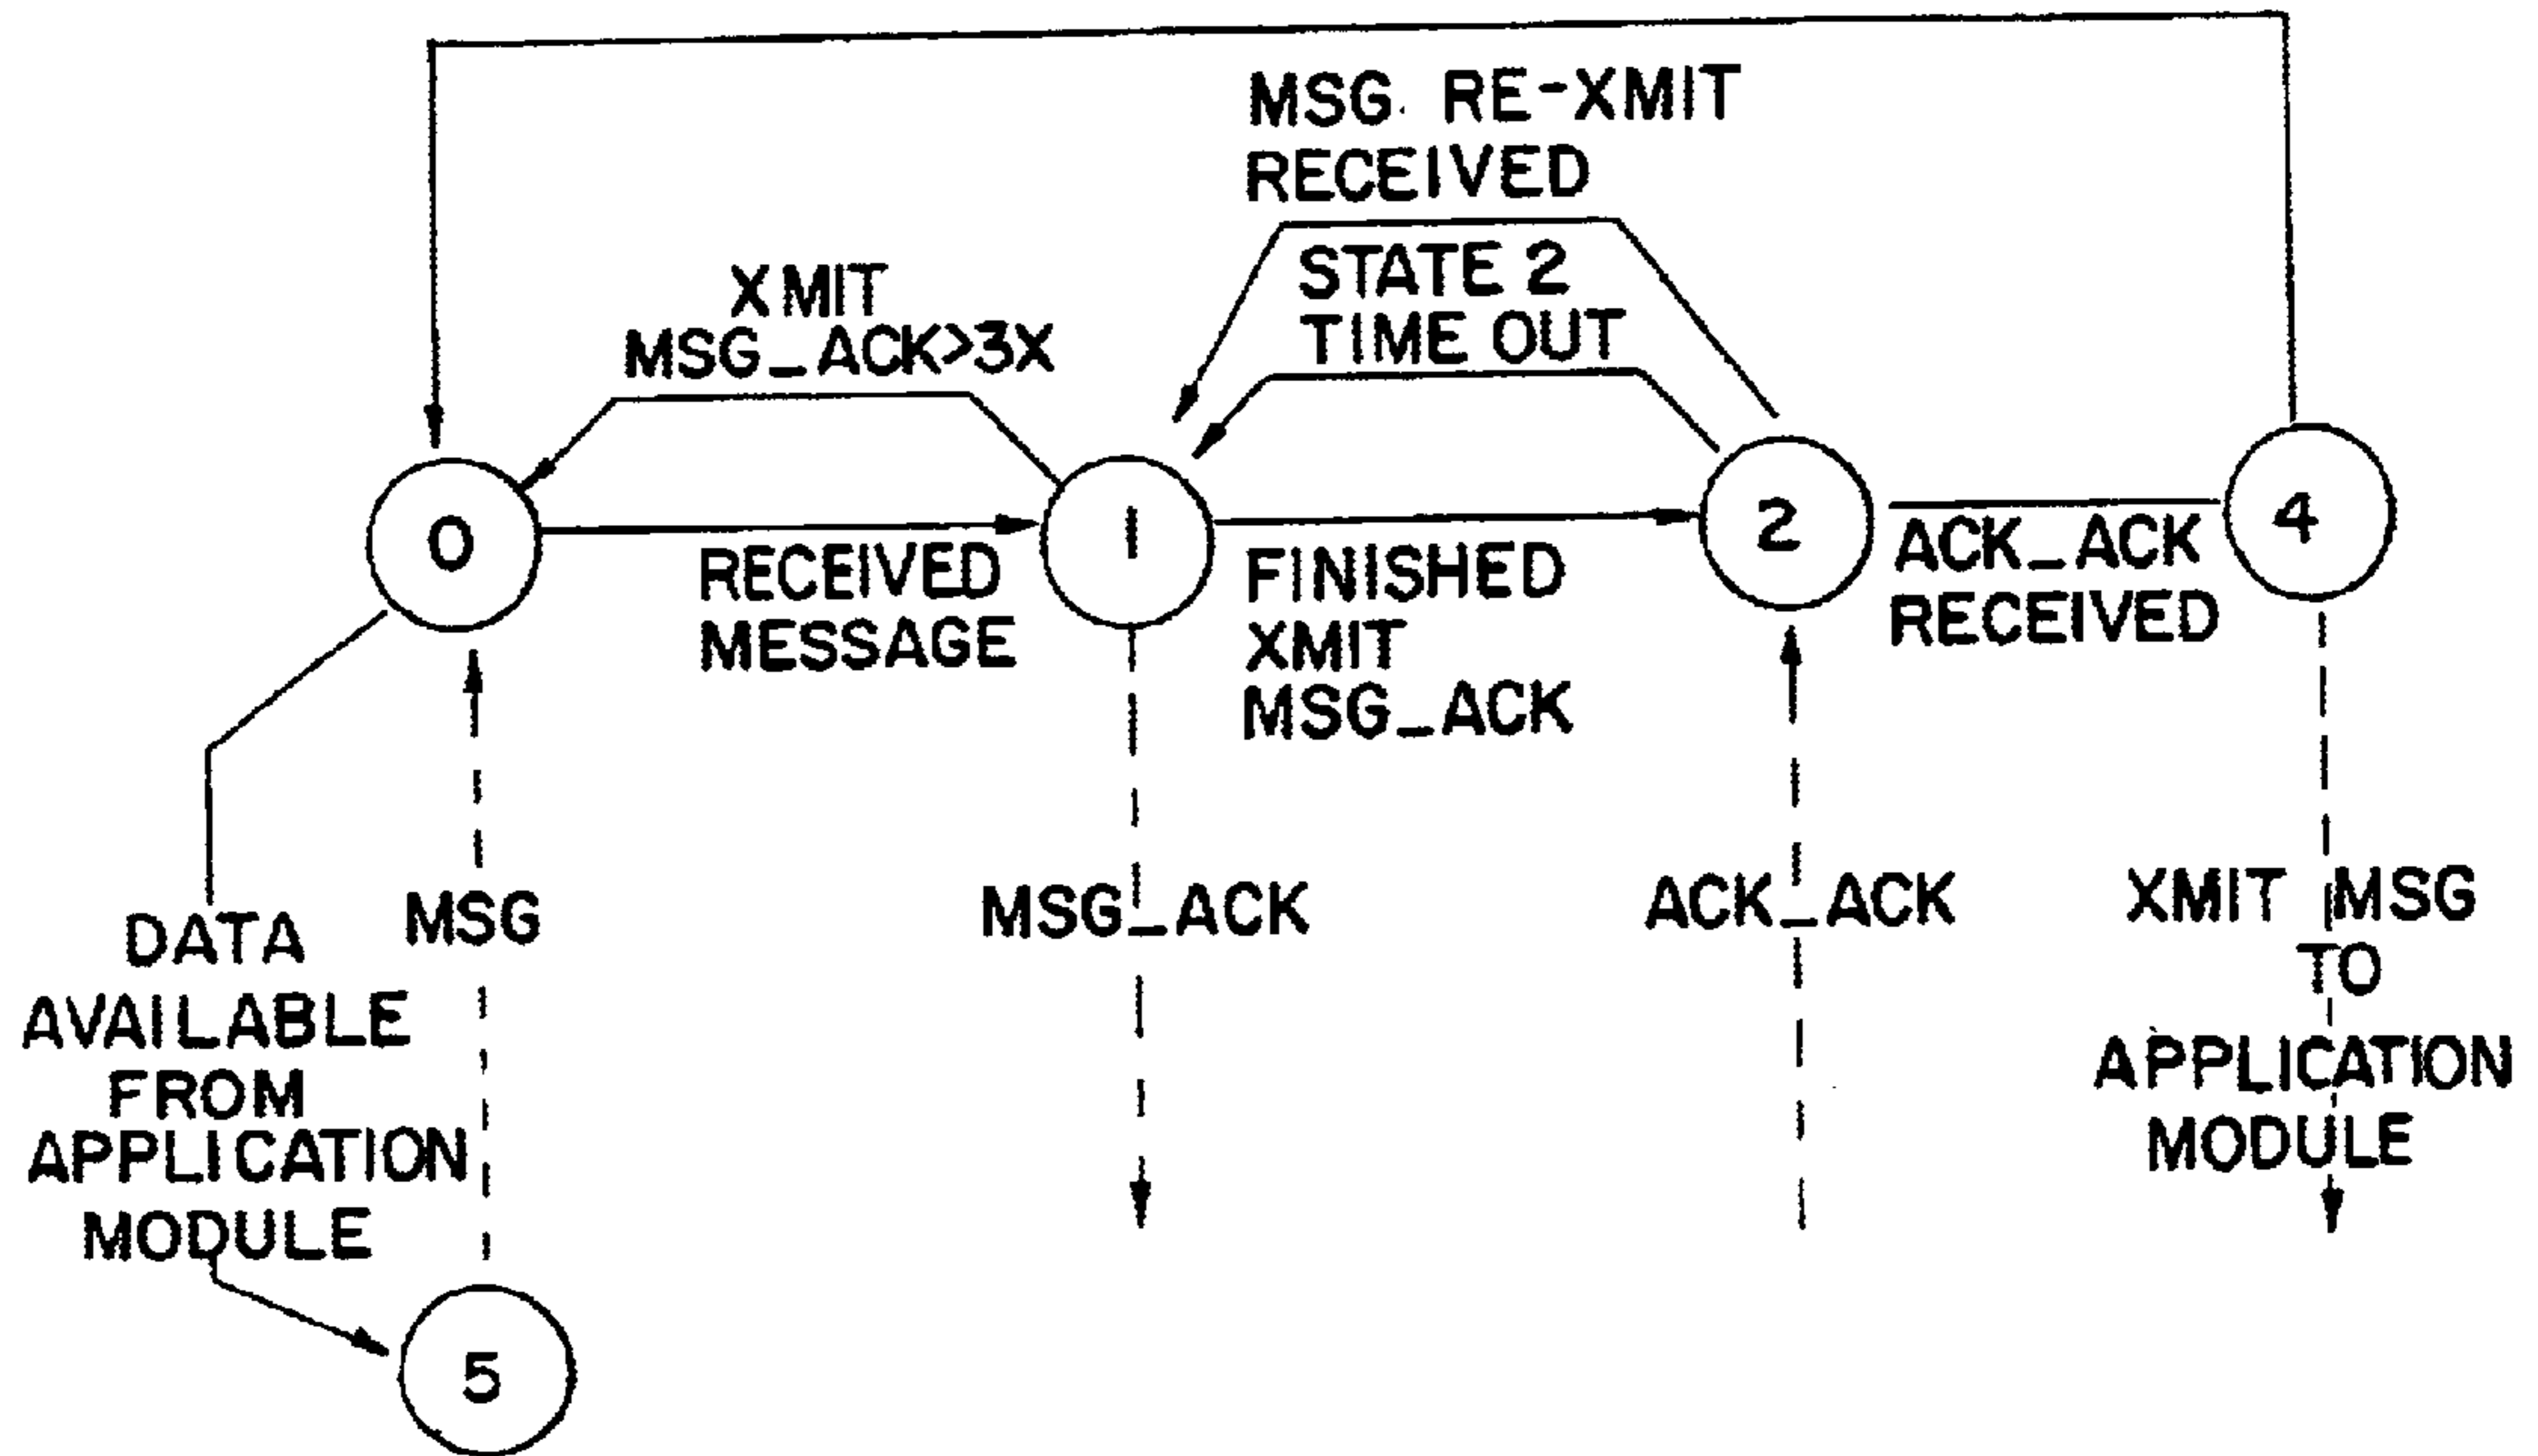 MSG. RE-XMIT
RECEIVED
STATE 2
TIME OUT
XMIT
MSG_ACK>3X
0
1
2
4
RECEIVED
MESSAGE
FINISHED
XMIT
MSG_ACK
ACK_ACK
RECEIVED
DATA
AVAILABLE
FROM
APPLICATION
MODULE
MSG
MSG_ACK
ACK_ACK
XMIT MSG
TO
APPLICATION
MODULE
5